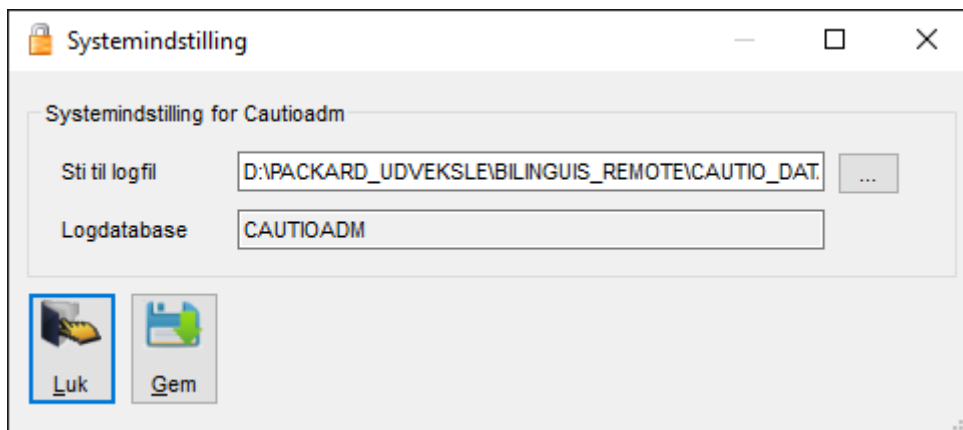 Systemindstilling
Systemindstilling for Cautioadm
Sti til logfil D:\PACKARD_UDVEKSLE\BILINGUIS_REMOTE\CAUTIO_DAT. ...
Logdatabase CAUTIOADM
Luk Gem